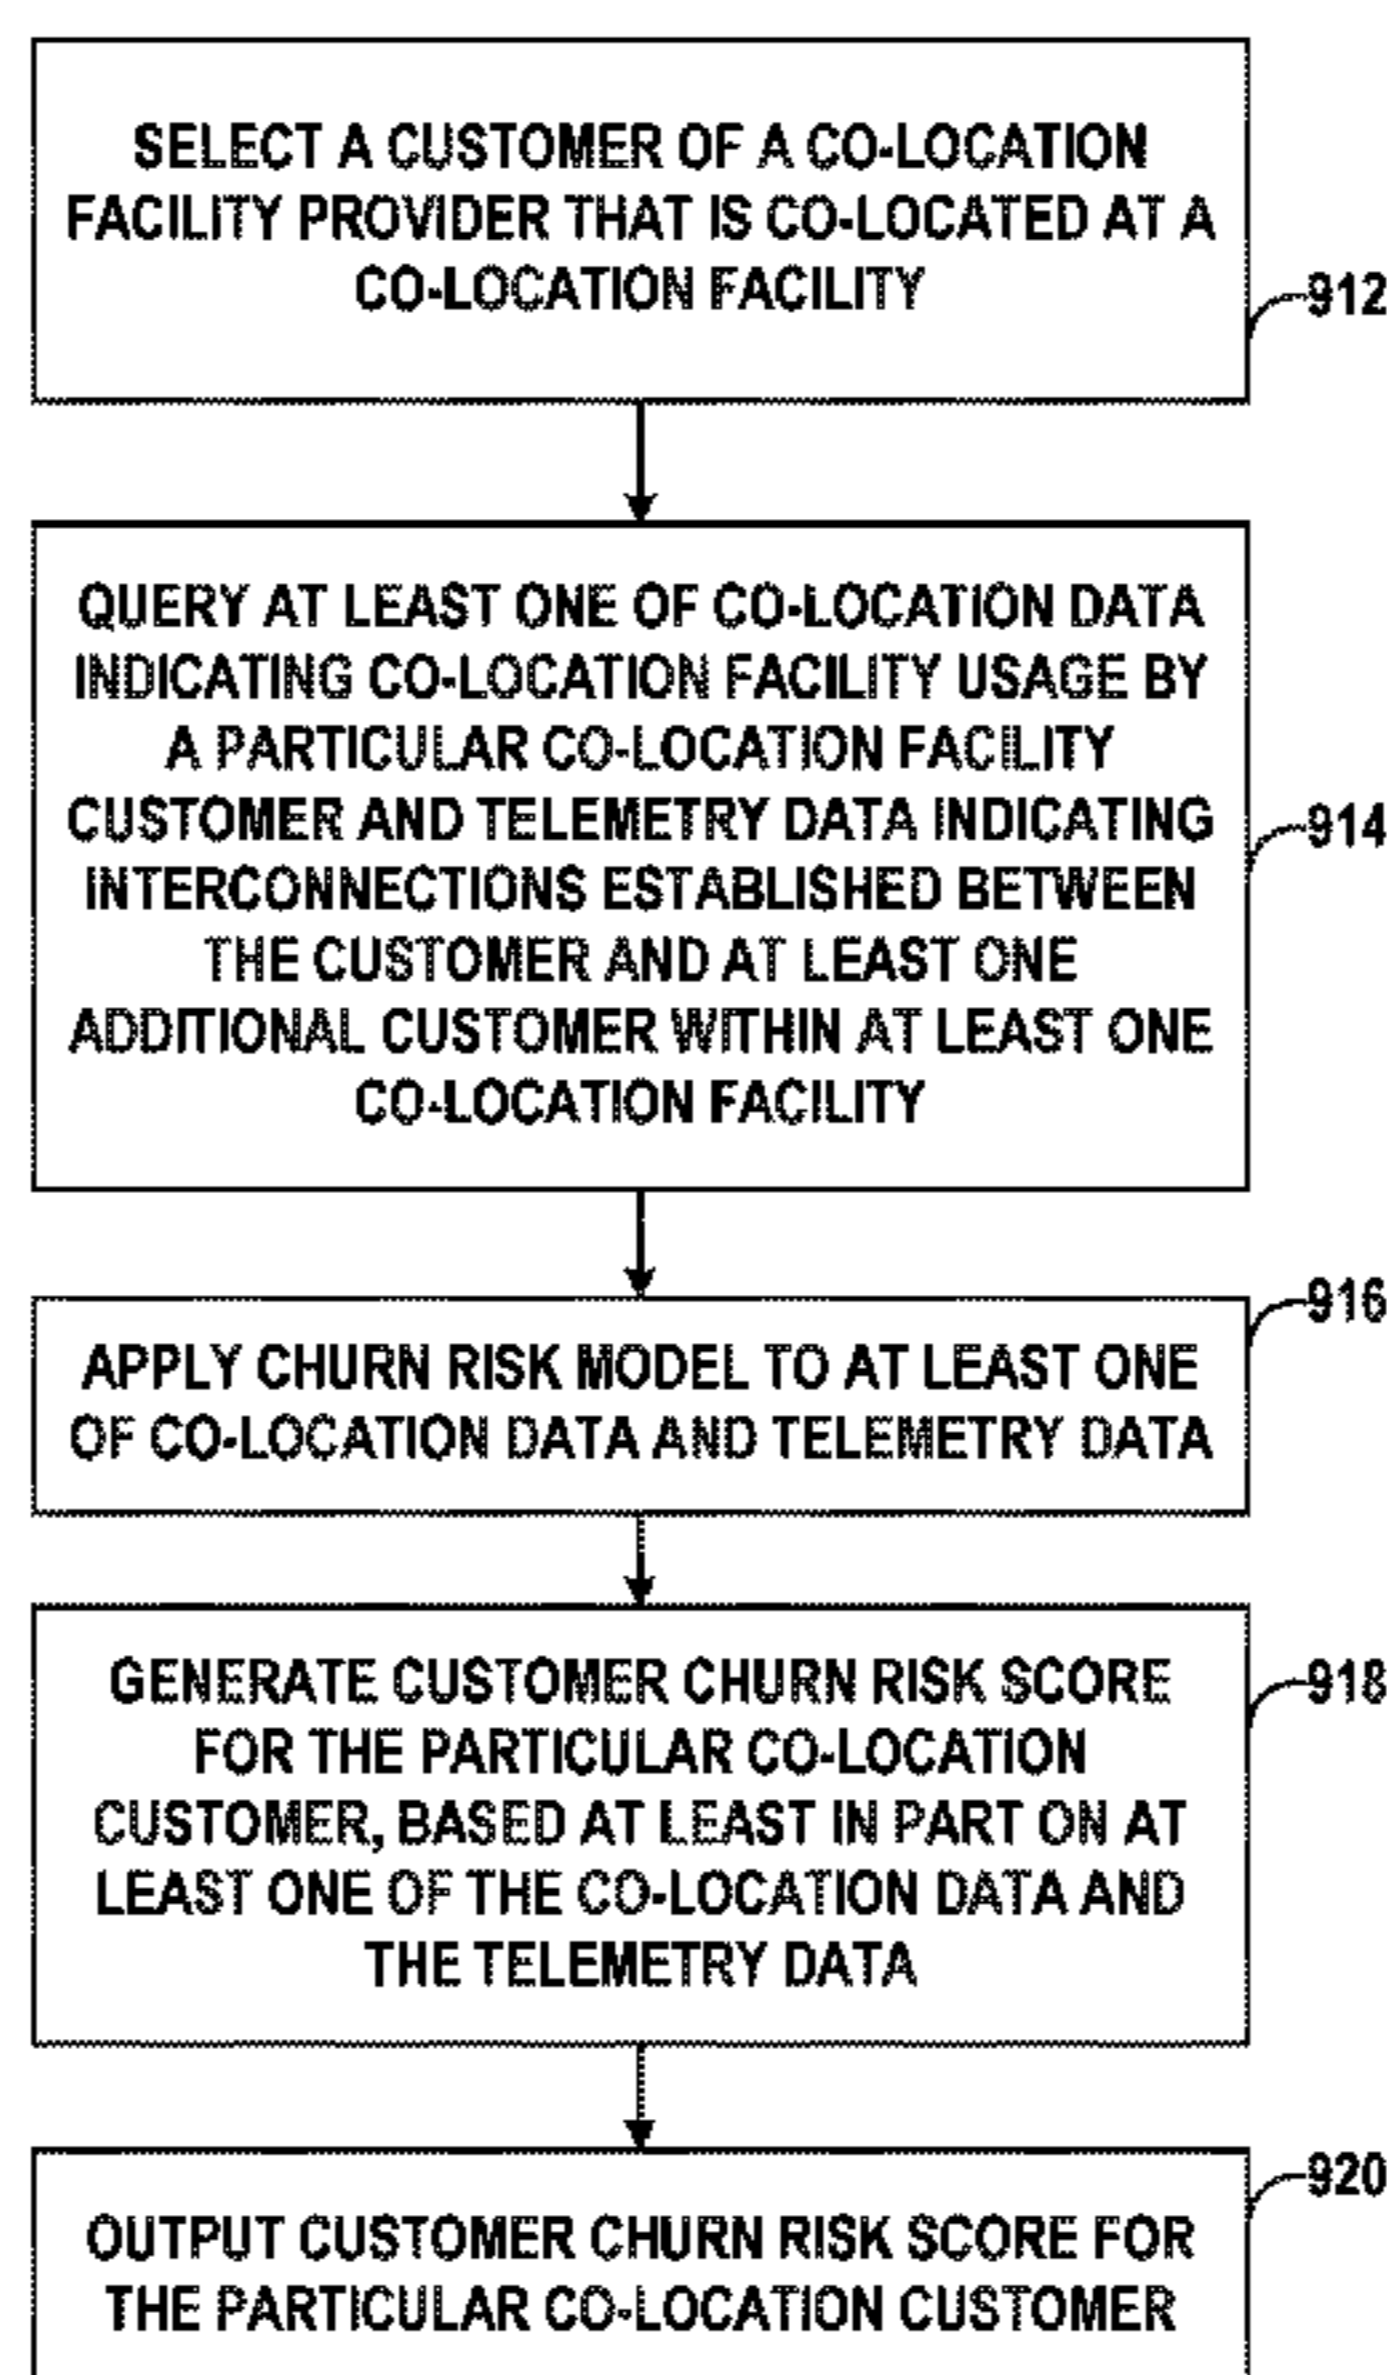 SELECT A CUSTOMER OF A CO-LOCATION
FACILITY PROVIDER THAT IS CO-LOCATED AT A
CO-LOCATION FACILITY
912
QUERY AT LEAST ONE OF CO-LOCATION DATA
INDICATING CO-LOCATION FACILITY USAGE BY
A PARTICULAR CO-LOCATION FACILITY
CUSTOMER AND TELEMETRY DATA INDICATING
INTERCONNECTIONS ESTABLISHED BETWEEN
THE CUSTOMER AND AT LEAST ONE
ADDITIONAL CUSTOMER WITHIN AT LEAST ONE
CO-LOCATION FACILITY
914
916
APPLY CHURN RISK MODEL TO AT LEAST ONE
OF CO-LOCATION DATA AND TELEMETRY DATA
GENERATE CUSTOMER CHURN RISK SCORE
FOR THE PARTICULAR CO-LOCATION
CUSTOMER, BASED AT LEAST IN PART ON AT
LEAST ONE OF THE CO-LOCATION DATA AND
THE TELEMETRY DATA
918
920
OUTPUT CUSTOMER CHURN RISK SCORE FOR
THE PARTICULAR CO-LOCATION CUSTOMER